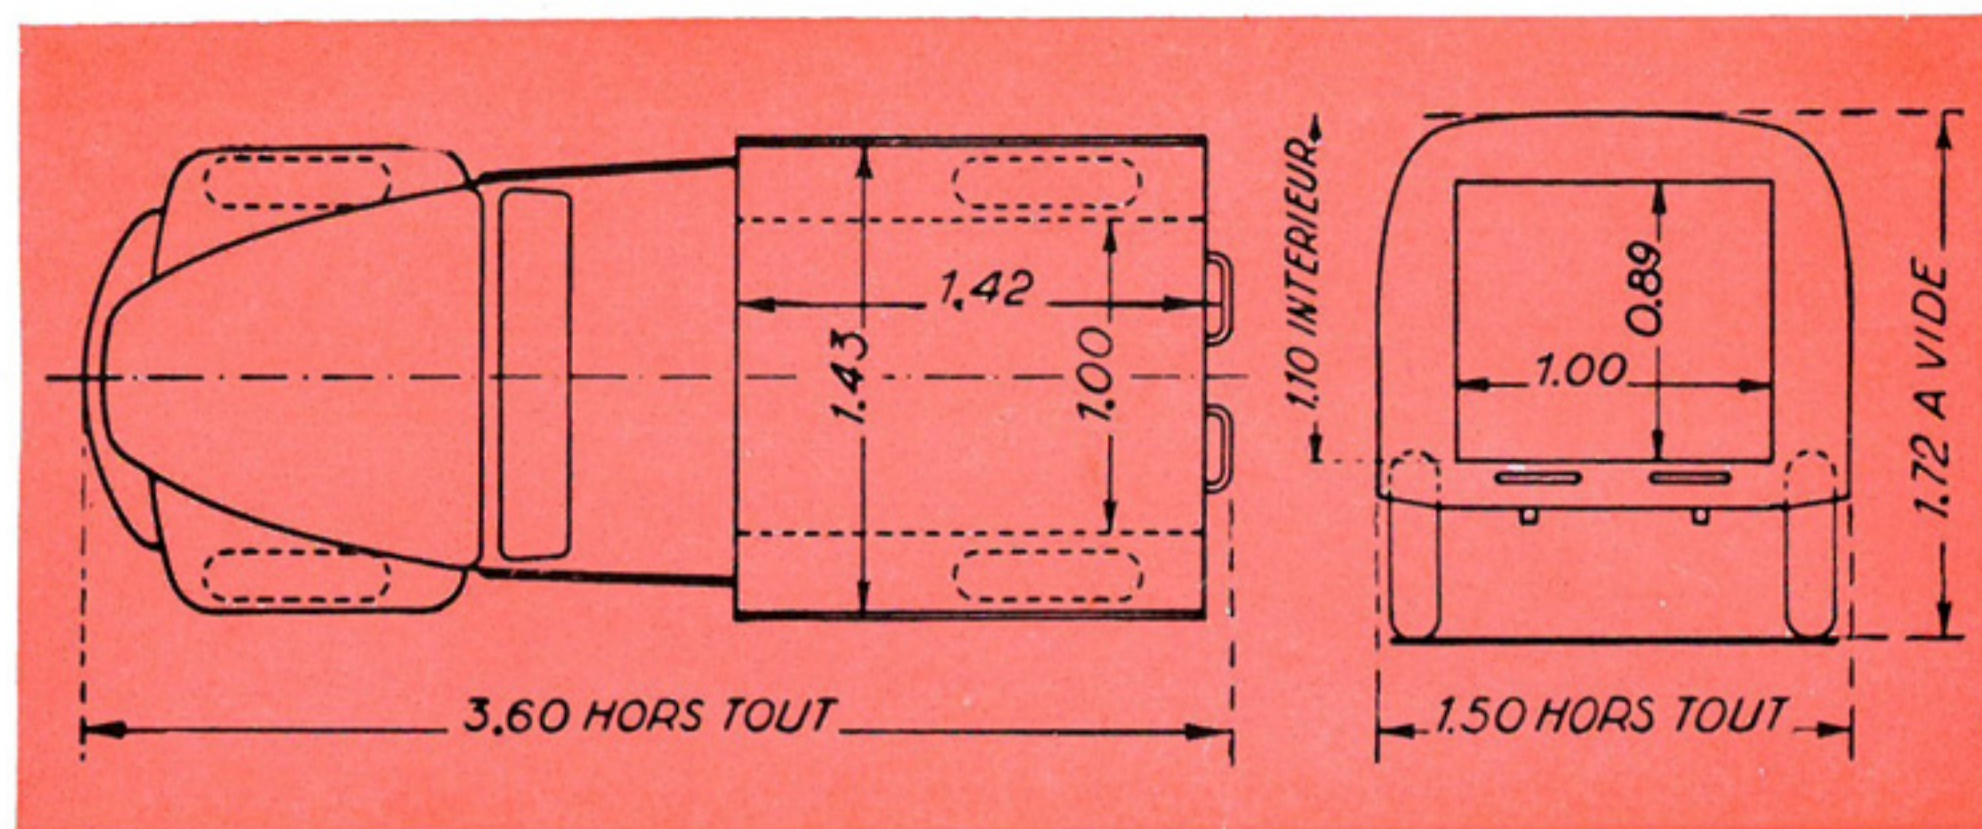 1.42
1.43
1.00
3,60 HORS TOUT
1.10 INTERIEUR
0.89
1.00
1.72 A VIDE
1.50 HORS TOUT